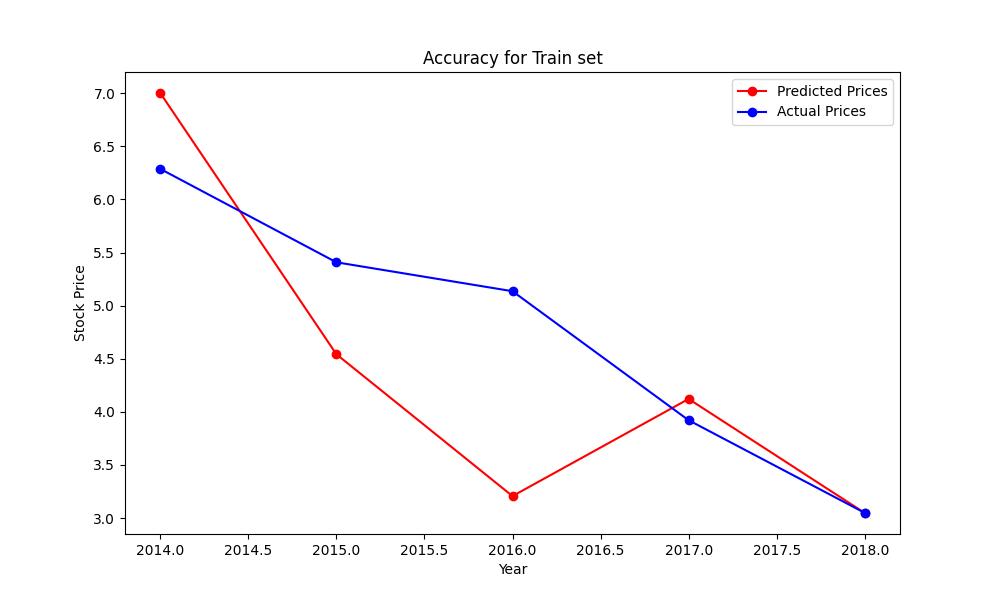 Accuracy for Train set
Predicted Prices
Actual Prices
7.0
6.5
6.0
5.5
5.0
4.5
4.0
3.5
3.0
Stock Price
2014.0 2014.5 2015.0 2015.5 2016.0 2016.5 2017.0 2017.5 2018.0
Year